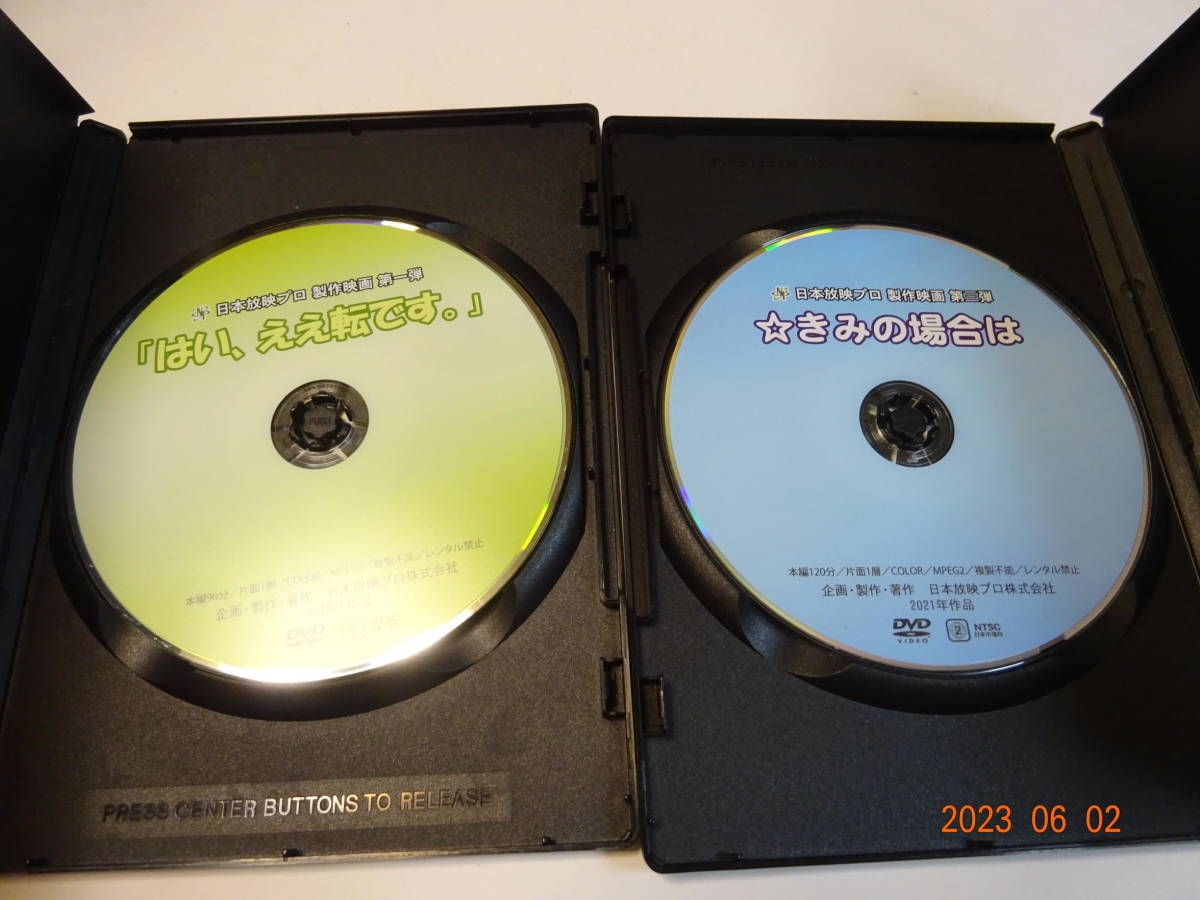 日本放映プロ 製作映画 第一弾
「はい、ええ転です。」
PUSH
本編96分／片面1層／COLOR／MPEG2／複製不能／レンタル禁止
企画・製作・著作 日本放映プロ株式会社
DVD
VIDEO
2
PRESS CENTER BUTTONS TO RELEASE
日本放映プロ 製作映画 第三弾
☆きみの場合は
本編120分／片面1層／COLOR／MPEG2／複製不能／レンタル禁止
企画・製作・著作 日本放映プロ株式会社
2021年作品
DVD
VIDEO
2
NTSC
日本市場向
2023 06 02